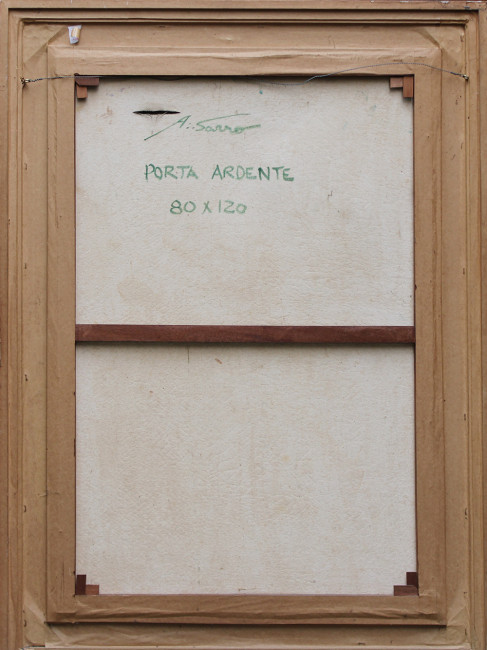 A. Sarro
PORTA ARDENTE
80 X 120